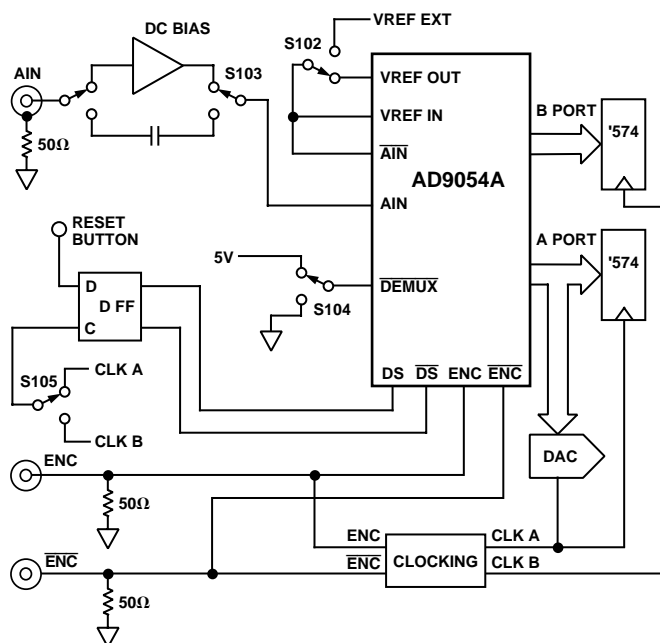 DC BIAS
VREF EXT
S102
AIN
S103
VREF OUT
VREF IN
B PORT
'574
50Ω
AIN
AD9054A
AIN
RESET
BUTTON
A PORT
'574
5V
DEMUX
D
D FF
C
S104
S105
CLK A
DS DS ENC ENC
CLK B
DAC
ENC
50Ω
ENC
CLK A
ENC
CLOCKING
ENC
CLK B
50Ω